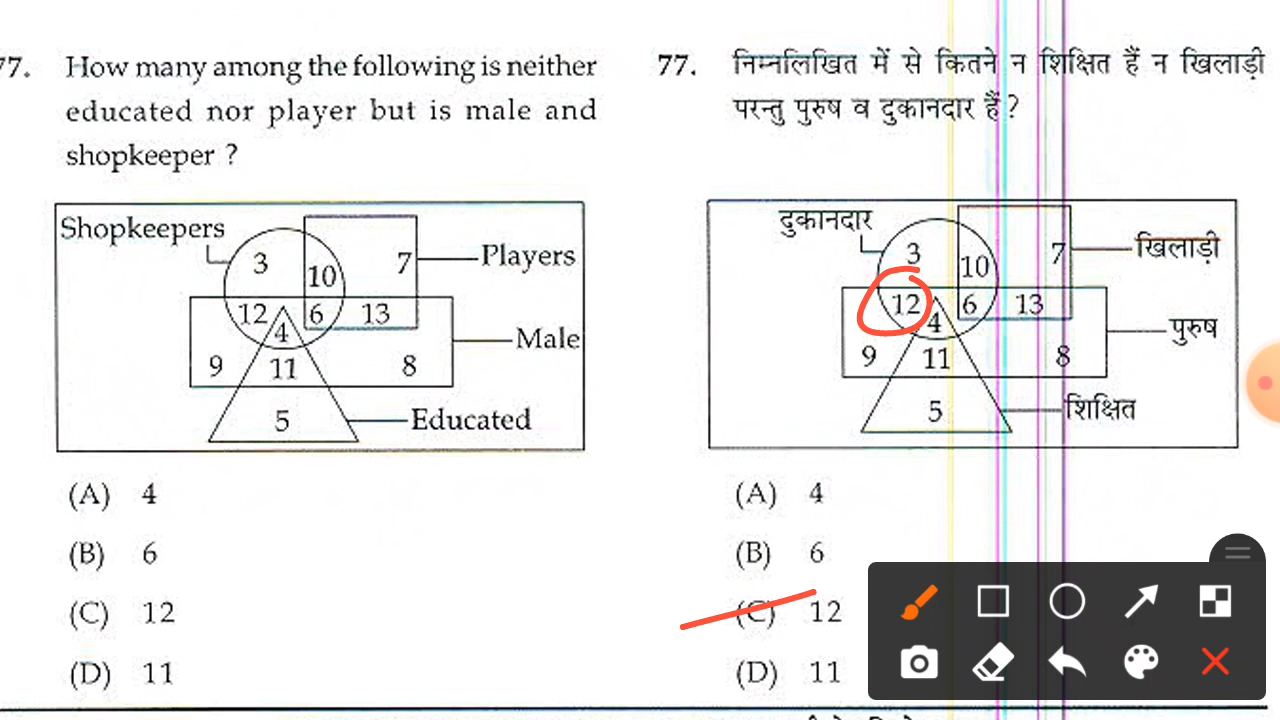 77. How many among the following is neither
educated nor player but is male and
shopkeeper ?
Shopkeepers
3
10
7
Players
12
4
6
13
Male
9
11
8
5
Educated
(A) 4
(B) 6
(C) 12
(D) 11
77. निम्नलिखित में से कितने न शिक्षित हैं न खिलाड़ी
परन्तु पुरुष व दुकानदार हैं ?
दुकानदार
3
10
7
खिलाड़ी
12
4
6
13
पुरुष
9
11
8
5
शिक्षित
(A) 4
(B) 6
(C) 12
(D) 11